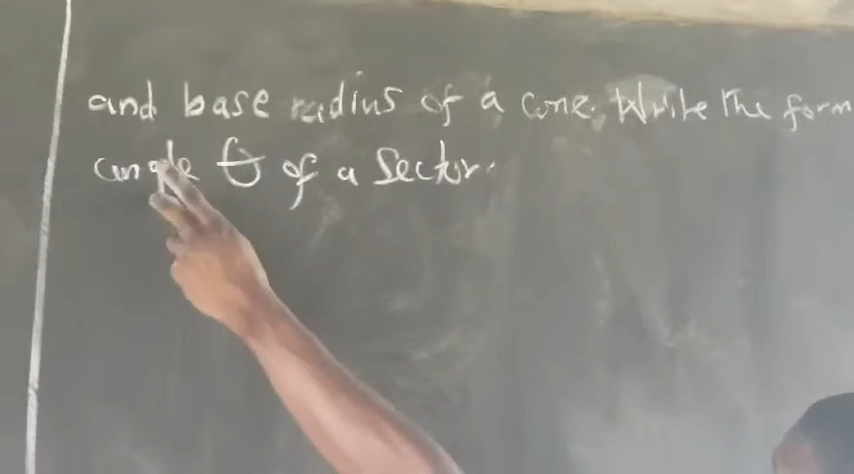 and base radius of a cone. Write the form
angle θ of a sector.